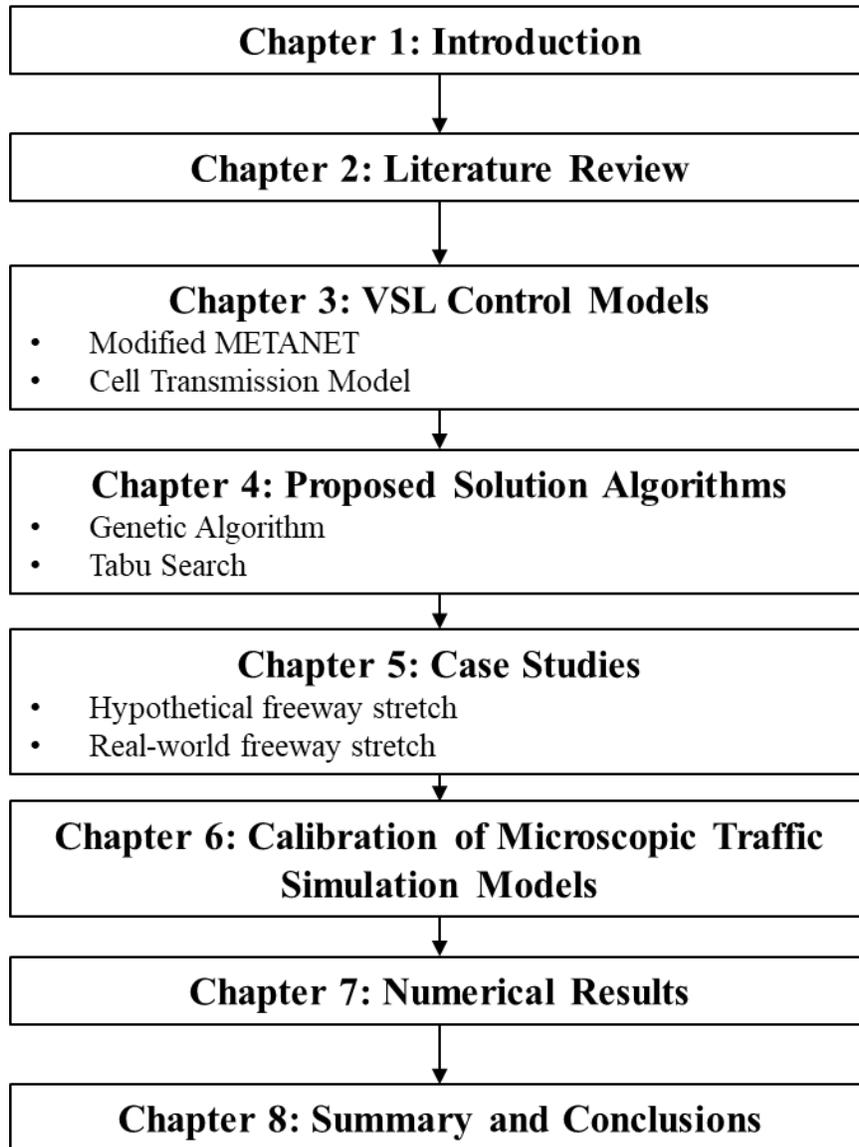 Chapter 1: Introduction
Chapter 2: Literature Review
Chapter 3: VSL Control Models
• Modified METANET
• Cell Transmission Model
Chapter 4: Proposed Solution Algorithms
• Genetic Algorithm
• Tabu Search
Chapter 5: Case Studies
• Hypothetical freeway stretch
• Real-world freeway stretch
Chapter 6: Calibration of Microscopic Traffic
Simulation Models
Chapter 7: Numerical Results
Chapter 8: Summary and Conclusions